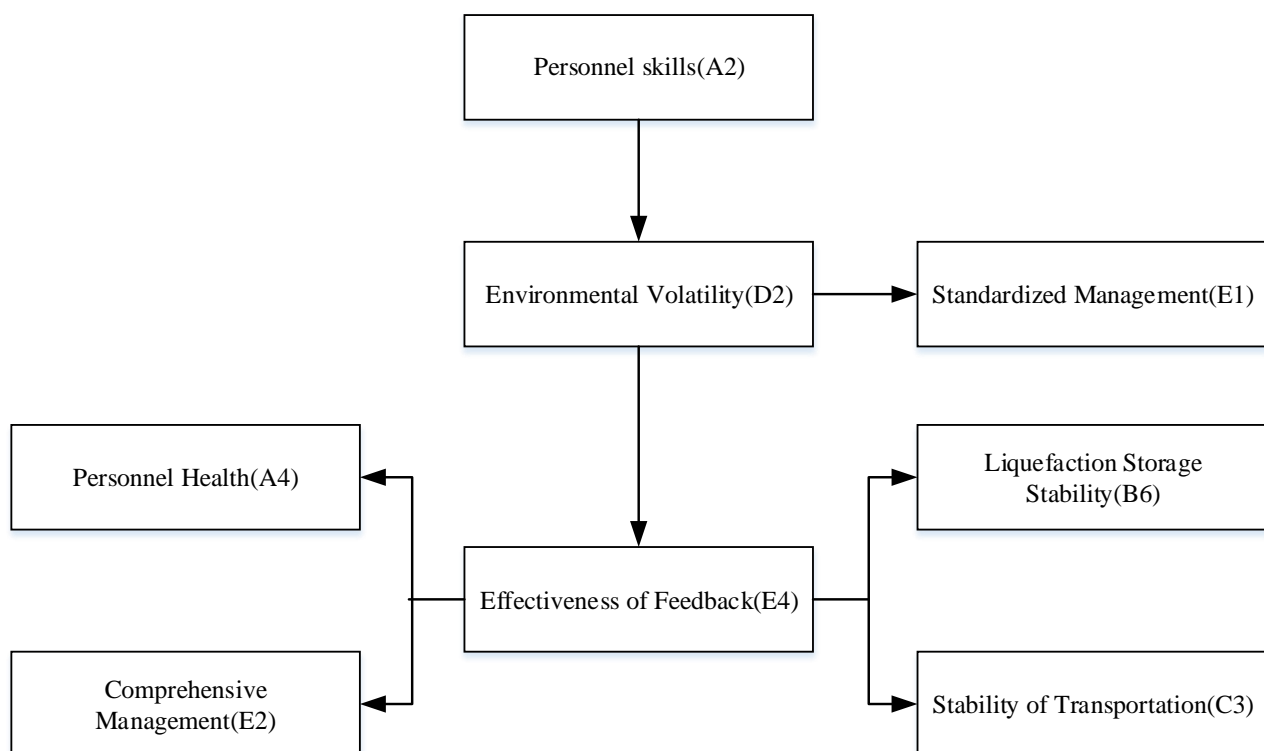 Personnel skills(A2)
Environmental Volatility(D2)
Standardized Management(E1)
Personnel Health(A4)
Liquefaction Storage
Stability(B6)
Effectiveness of Feedback(E4)
Comprehensive
Management(E2)
Stability of Transportation(C3)